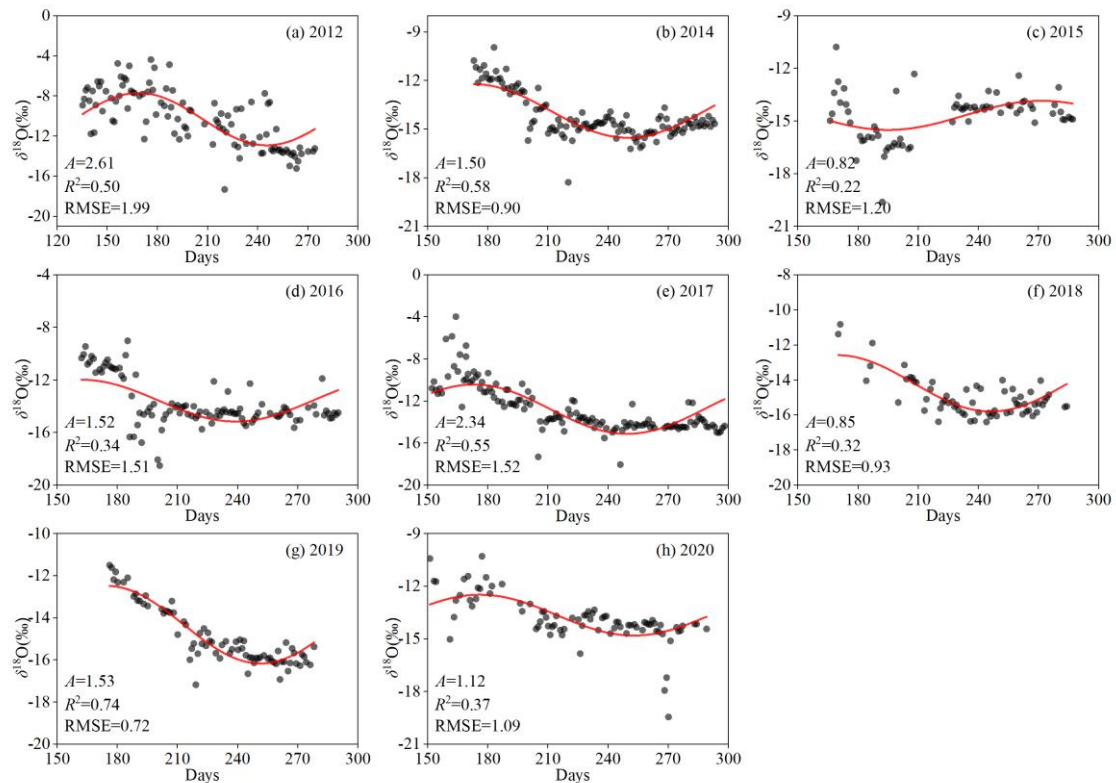 (a) 2012
δ¹⁸O(‰)
0
-4
-8
-12
-16
-20
A=2.61
R²=0.50
RMSE=1.99
120 150 180 210 240 270 300
Days
(b) 2014
δ¹⁸O(‰)
-9
-12
-15
-18
-21
A=1.50
R²=0.58
RMSE=0.90
150 180 210 240 270 300
Days
(c) 2015
δ¹⁸O(‰)
-9
-12
-15
-18
-21
A=0.82
R²=0.22
RMSE=1.20
150 180 210 240 270 300
Days
(d) 2016
δ¹⁸O(‰)
-4
-8
-12
-16
-20
A=1.52
R²=0.34
RMSE=1.51
150 180 210 240 270 300
Days
(e) 2017
δ¹⁸O(‰)
0
-4
-8
-12
-16
-20
A=2.34
R²=0.55
RMSE=1.52
150 180 210 240 270 300
Days
(f) 2018
δ¹⁸O(‰)
-8
-12
-14
-16
-18
-20
A=0.85
R²=0.32
RMSE=0.93
150 180 210 240 270 300
Days
(g) 2019
δ¹⁸O(‰)
-10
-12
-14
-16
-18
-20
A=1.53
R²=0.74
RMSE=0.72
150 180 210 240 270 300
Days
(h) 2020
δ¹⁸O(‰)
-9
-12
-15
-18
-21
A=1.12
R²=0.37
RMSE=1.09
150 180 210 240 270 300
Days